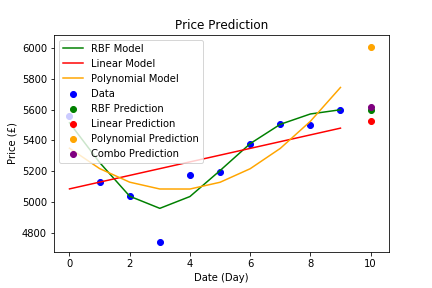 Price Prediction
6000
5800
5600
5400
5200
5000
4800
Price (£)
RBF Model
Linear Model
Polynomial Model
Data
RBF Prediction
Linear Prediction
Polynomial Prediction
Combo Prediction
0
2
4
6
8
10
Date (Day)